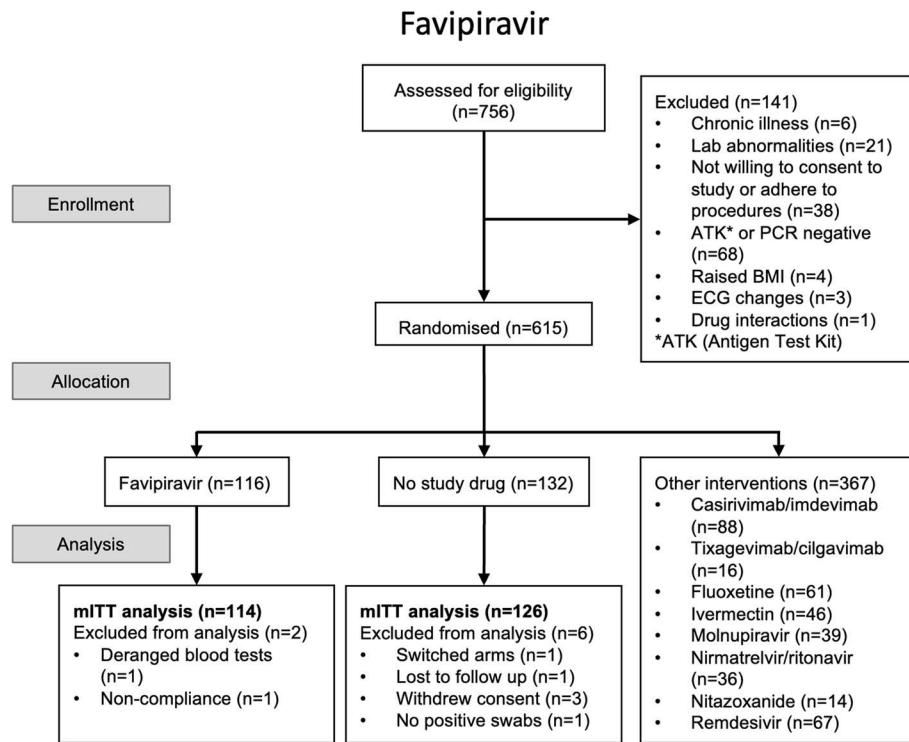 Favipiravir
Assessed for eligibility
(n=756)
Excluded (n=141)
• Chronic illness (n=6)
• Lab abnormalities (n=21)
• Not willing to consent to
study or adhere to
procedures (n=38)
• ATK* or PCR negative
(n=68)
• Raised BMI (n=4)
• ECG changes (n=3)
• Drug interactions (n=1)
*ATK (Antigen Test Kit)
Enrollment
Randomised (n=615)
Allocation
Favipiravir (n=116)
No study drug (n=132)
Other interventions (n=367)
• Casirivimab/imdevimab
(n=88)
• Tixagevimab/cilgavimab
(n=16)
• Fluoxetine (n=61)
• Ivermectin (n=46)
• Molnupiravir (n=39)
• Nirmatrelvir/ritonavir
(n=36)
• Nitazoxanide (n=14)
• Remdesivir (n=67)
Analysis
mITT analysis (n=114)
Excluded from analysis (n=2)
• Deranged blood tests
(n=1)
• Non-compliance (n=1)
mITT analysis (n=126)
Excluded from analysis (n=6)
• Switched arms (n=1)
• Lost to follow up (n=1)
• Withdrew consent (n=3)
• No positive swabs (n=1)